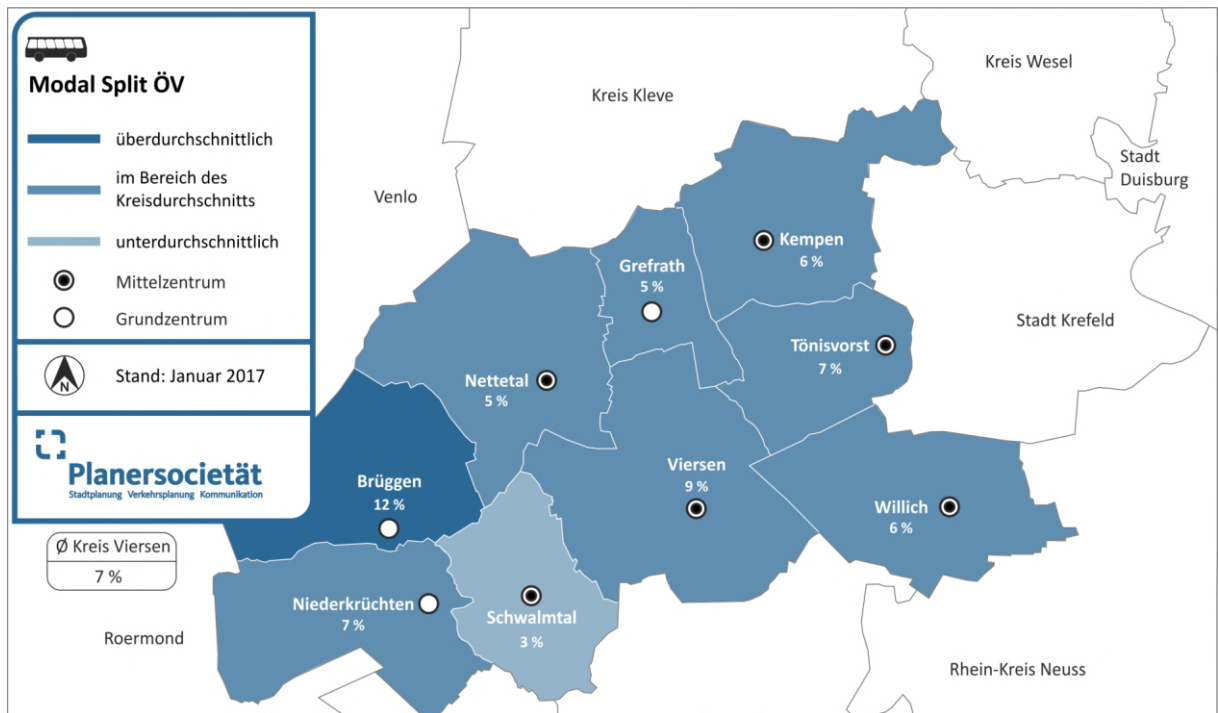 Modal Split ÖV
überdurchschnittlich
im Bereich des
Kreisdurchschnitts
unterdurchschnittlich
Mittelzentrum
Grundzentrum
N
Stand: Januar 2017
Planersocietät
Stadtplanung Verkehrsplanung Kommunikation
Ø Kreis Viersen
7 %
Kreis Wesel
Kreis Kleve
Stadt
Duisburg
Venlo
Kempen
6 %
Grefrath
5 %
Stadt Krefeld
Tönisvorst
7 %
Nettetal
5 %
Viersen
9 %
Brüggen
12 %
Willich
6 %
Niederkrüchten
7 %
Schwalmtal
3 %
Roermond
Rhein-Kreis Neuss